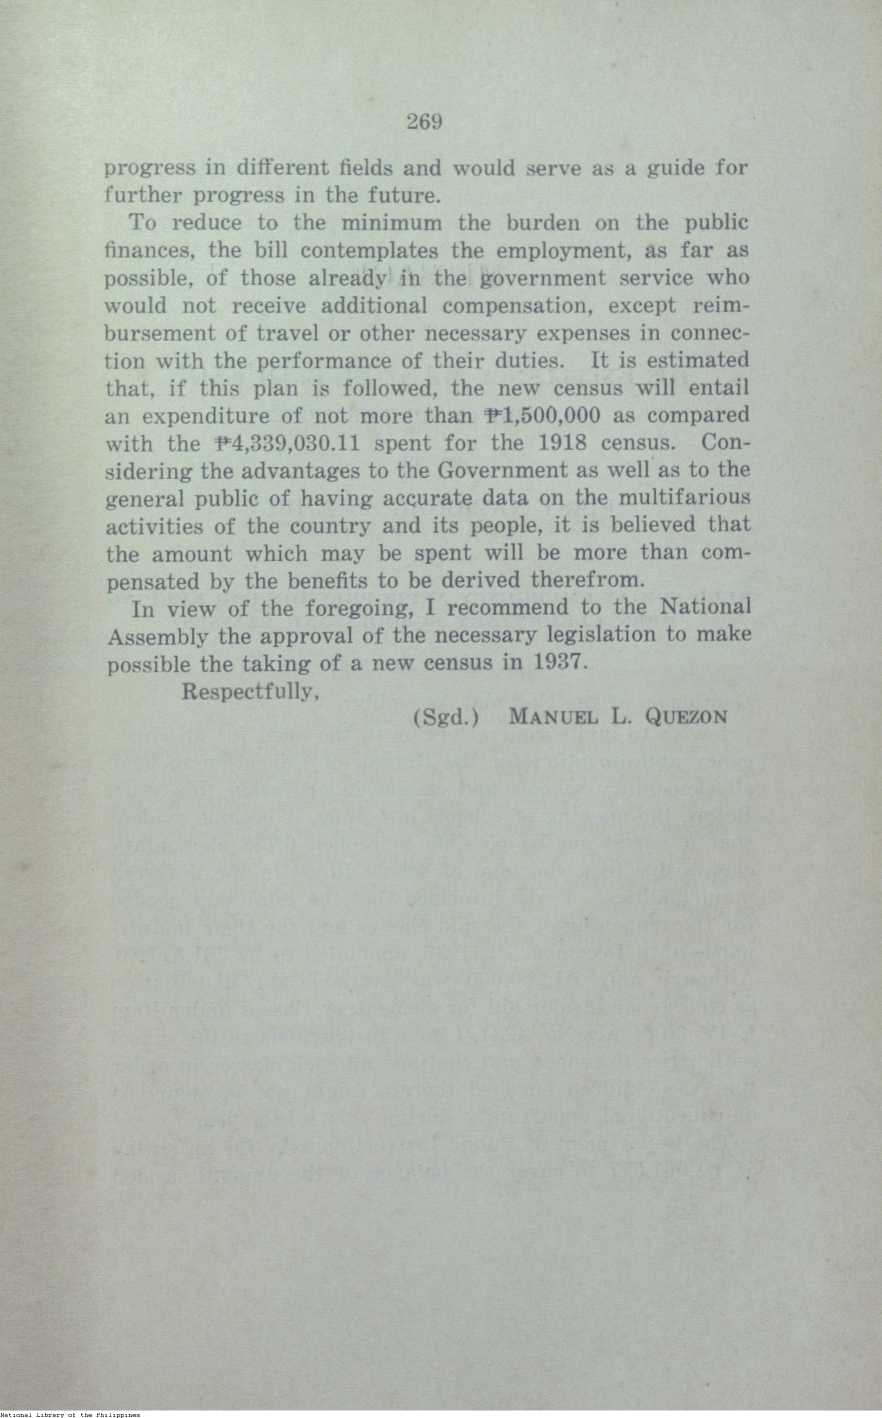 269
progress in different fields and would serve as a guide for
further progress in the future.
To reduce to the minimum the burden on the public
finances, the bill contemplates the employment, as far as
possible, of those already in the government service who
would not receive additional compensation, except reim-
bursement of travel or other necessary expenses in connec-
tion with the performance of their duties. It is estimated
that, if this plan is followed, the new census will entail
an expenditure of not more than ₱1,500,000 as compared
with the ₱4,339,030.11 spent for the 1918 census. Con-
sidering the advantages to the Government as well as to the
general public of having accurate data on the multifarious
activities of the country and its people, it is believed that
the amount which may be spent will be more than com-
pensated by the benefits to be derived therefrom.
In view of the foregoing, I recommend to the National
Assembly the approval of the necessary legislation to make
possible the taking of a new census in 1937.
Respectfully,
(Sgd.) MANUEL L. QUEZON
National Library of the Philippines